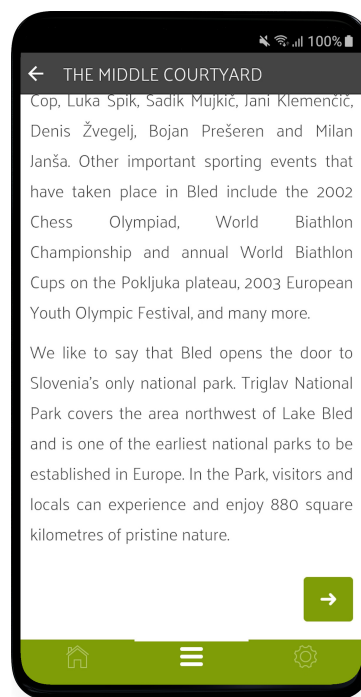 100%
THE MIDDLE COURTYARD
Čop, Luka Špik, Sadik Mujkič, Jani Klemenčič,
Denis Žvegelj, Bojan Prešeren and Milan
Janša. Other important sporting events that
have taken place in Bled include the 2002
Chess Olympiad, World Biathlon
Championship and annual World Biathlon
Cups on the Pokljuka plateau, 2003 European
Youth Olympic Festival, and many more.
We like to say that Bled opens the door to
Slovenia's only national park. Triglav National
Park covers the area northwest of Lake Bled
and is one of the earliest national parks to be
established in Europe. In the Park, visitors and
locals can experience and enjoy 880 square
kilometres of pristine nature.